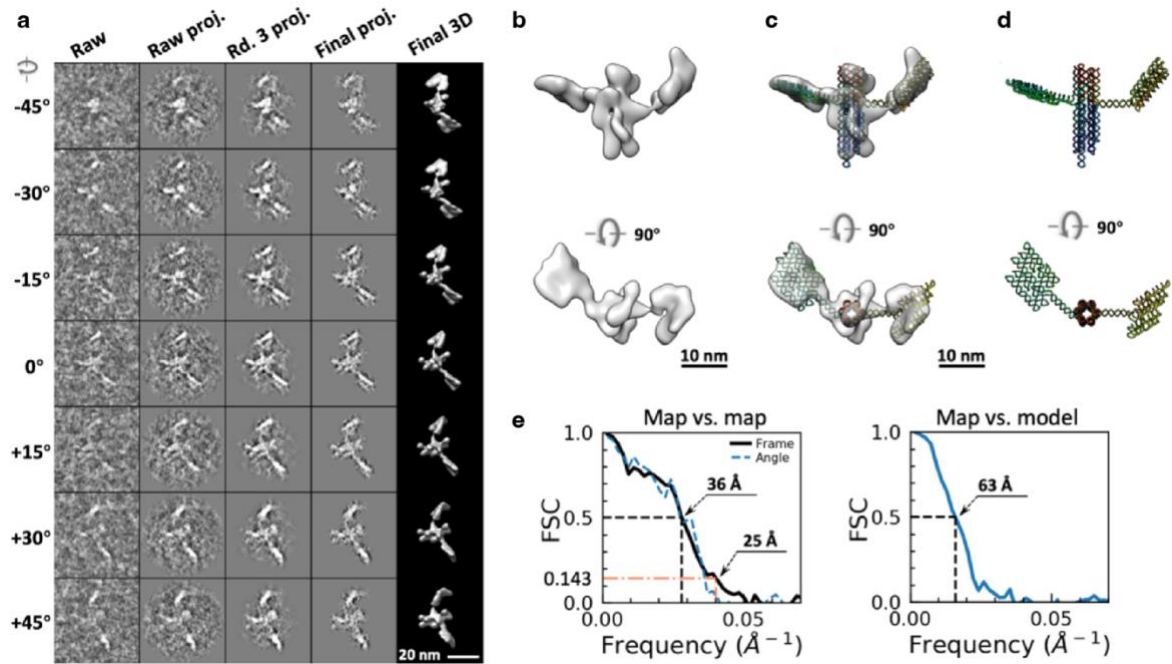 a
Raw
Raw proj.
Rd. 3 proj.
Final proj.
Final 3D
-45°
-30°
-15°
0°
+15°
+30°
+45°
20 nm
b
c
d
90°
90°
90°
10 nm
10 nm
e
Map vs. map
Frame
Angle
36 Å
25 Å
FSC
1.0
0.5
0.143
0.0
0.00
0.05
Frequency (Å⁻¹)
Map vs. model
63 Å
FSC
1.0
0.5
0.0
0.00
0.05
Frequency (Å⁻¹)